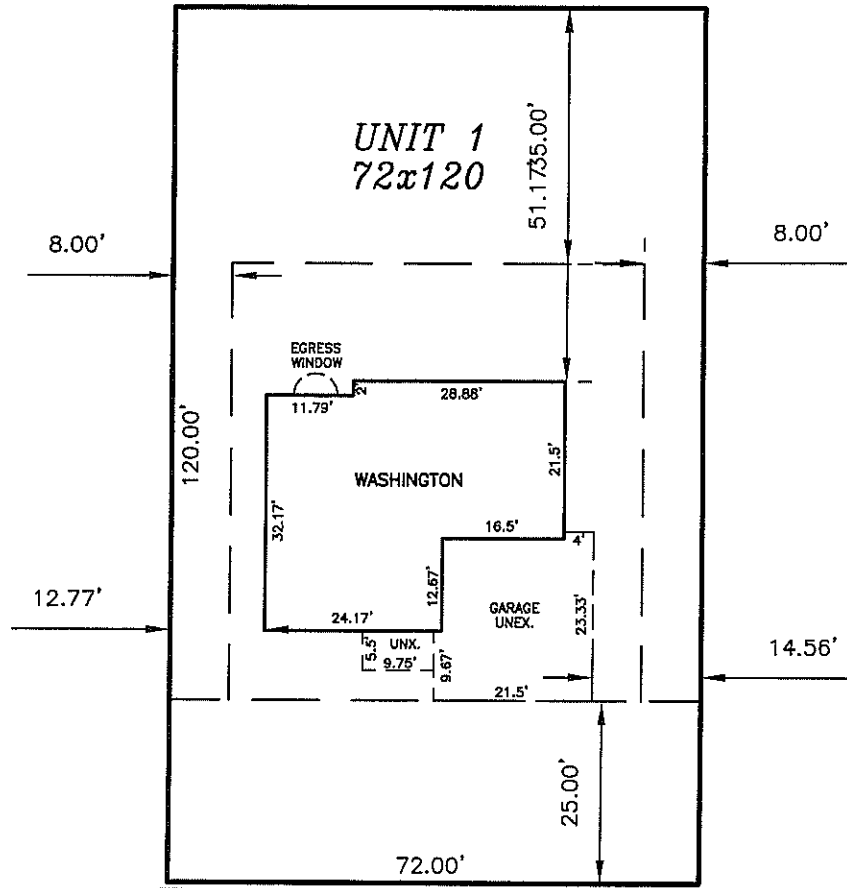 UNIT 1
72x120
51.17'
35.00'
8.00'
8.00'
EGRESS
WINDOW
11.79'
2'
28.88'
120.00'
WASHINGTON
21.5'
32.17'
16.5'
4'
12.67'
12.77'
24.17'
GARAGE
UNEX.
23.33'
UNX.
5.5'
9.75'
9.67'
14.56'
21.5'
25.00'
72.00'